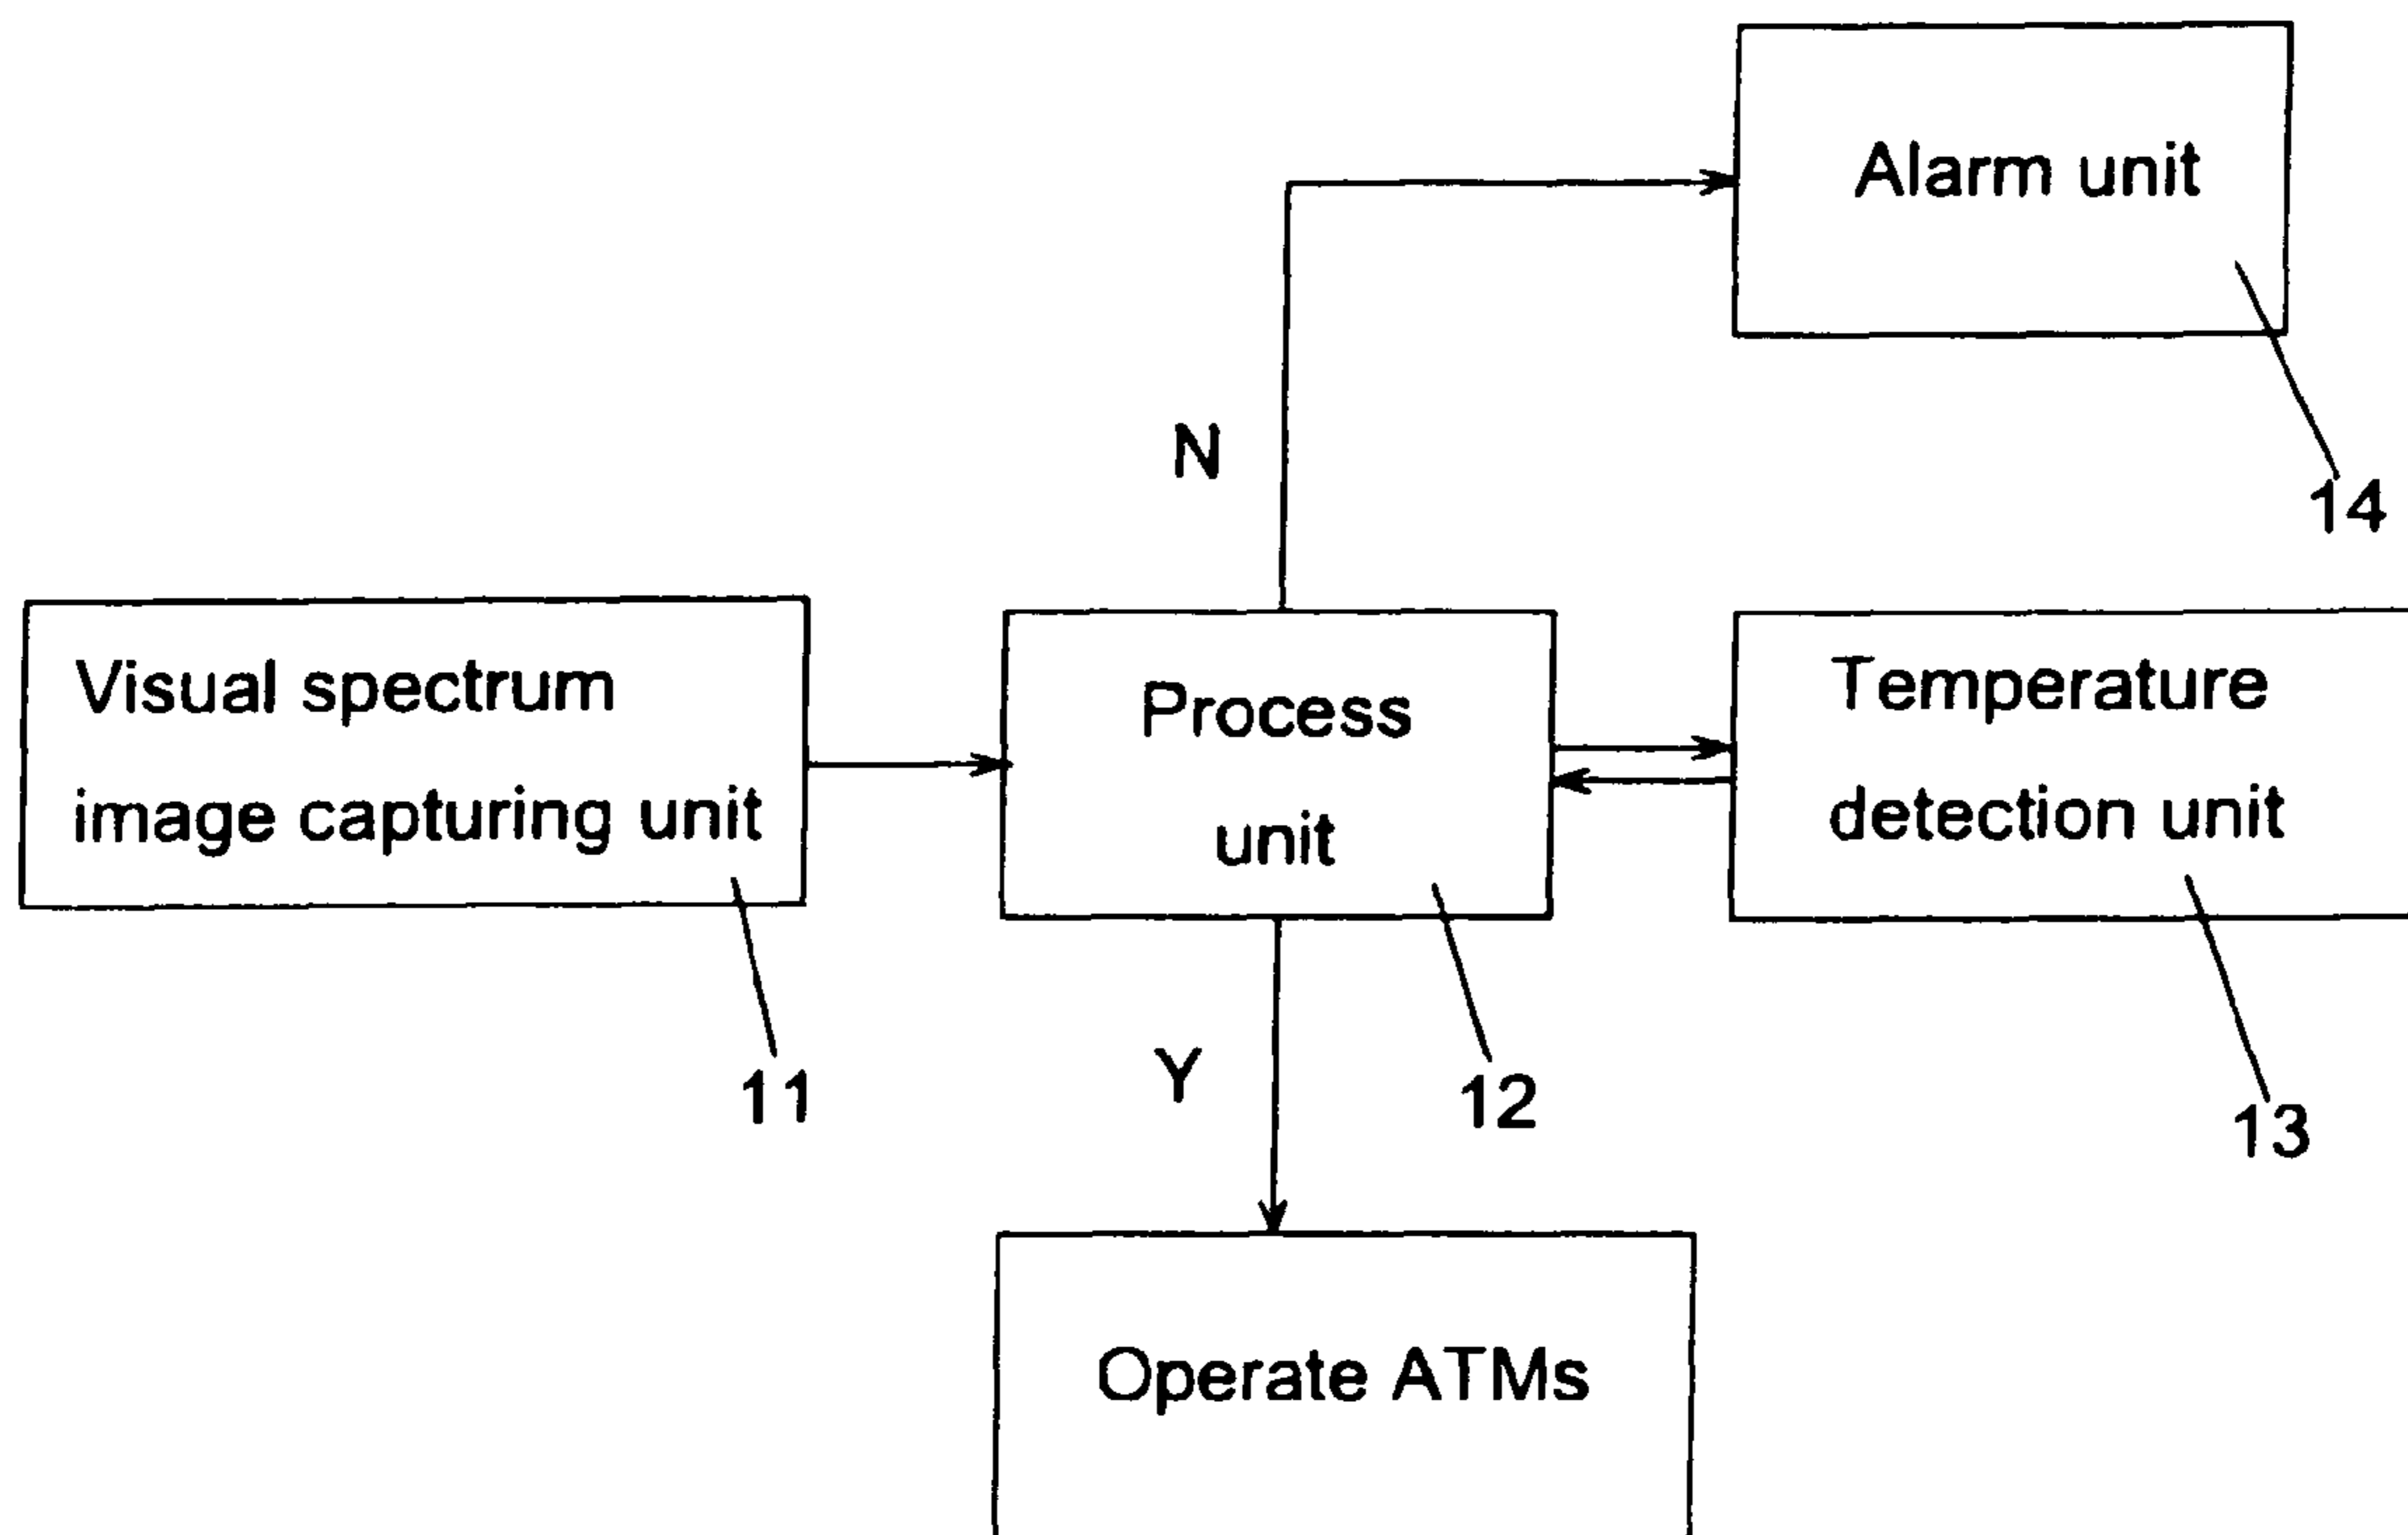 Alarm unit
14
N
Visual spectrum
image capturing unit
11
Process
unit
12
Temperature
detection unit
13
Y
Operate ATMs